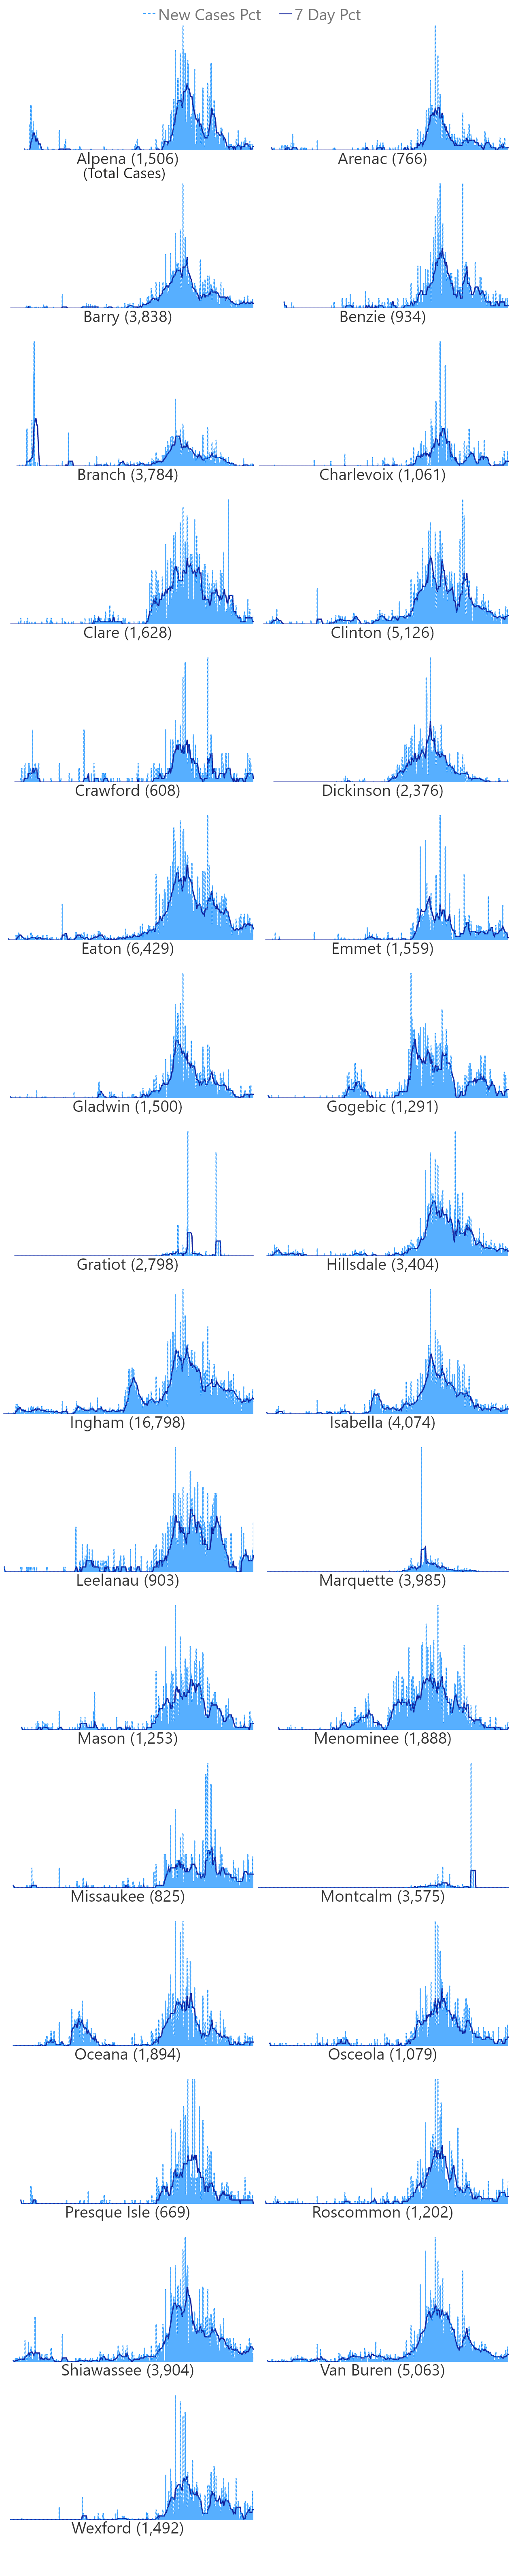 New Cases Pct 7 Day Pct
Alpena (1,506) Arenac (766)
(Total Cases)
Barry (3,838) Benzie (934)
Branch (3,784) Charlevoix (1,061)
Clare (1,628) Clinton (5,126)
Crawford (608) Dickinson (2,376)
Eaton (6,429) Emmet (1,559)
Gladwin (1,500) Gogebic (1,291)
Gratiot (2,798) Hillsdale (3,404)
Ingham (16,798) Isabella (4,074)
Leelanau (903) Marquette (3,985)
Mason (1,253) Menominee (1,888)
Missaukee (825) Montcalm (3,575)
Oceana (1,894) Osceola (1,079)
Presque Isle (669) Roscommon (1,202)
Shiawassee (3,904) Van Buren (5,063)
Wexford (1,492)